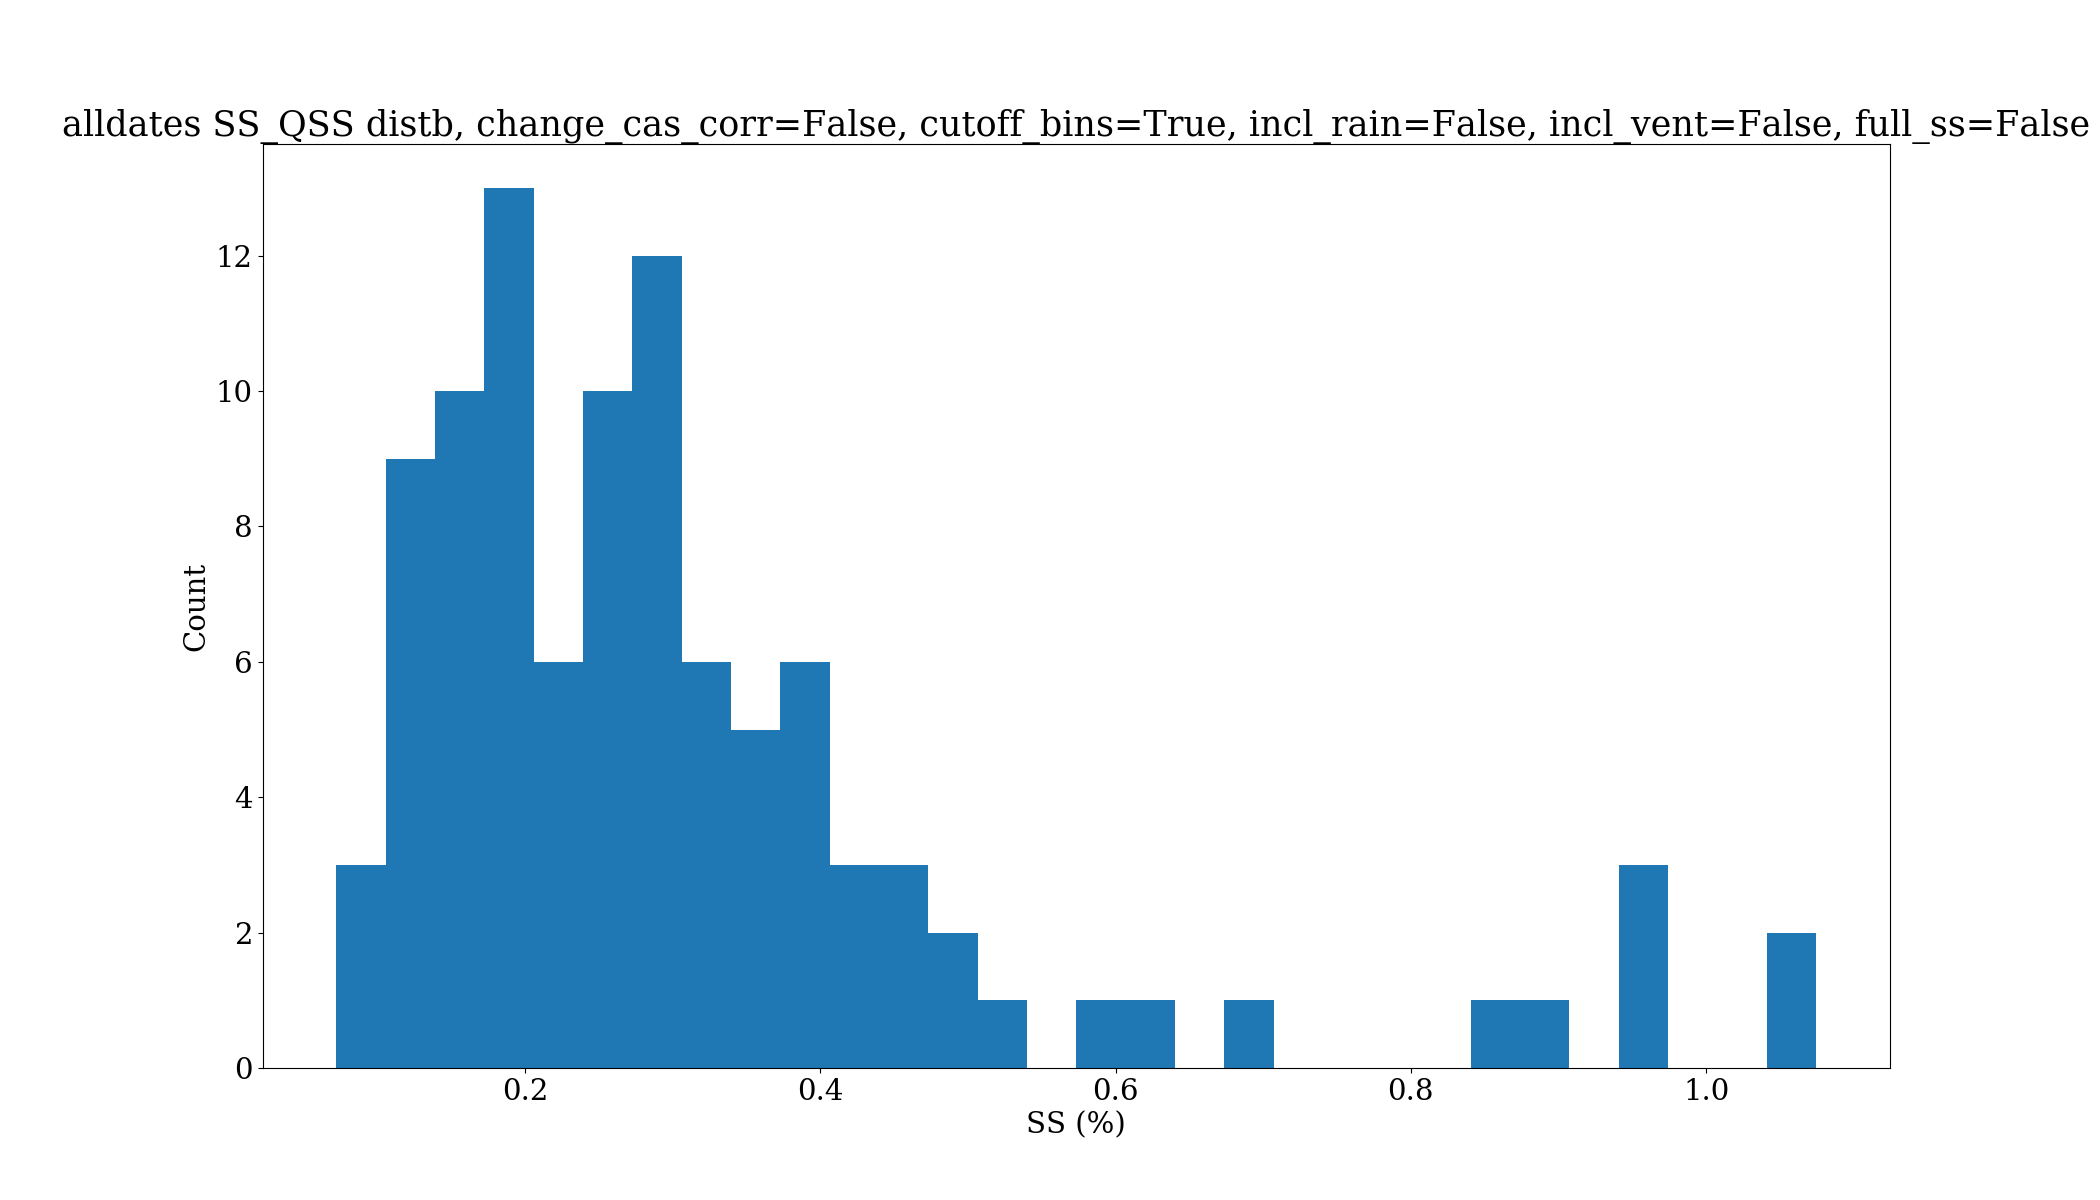 alldates SS_QSS distb, change_cas_corr=False, cutoff_bins=True, incl_rain=False, incl_vent=False, full_ss=False
12
10
8
6
4
2
0
Count
0.2 0.4 0.6 0.8 1.0
SS (%)